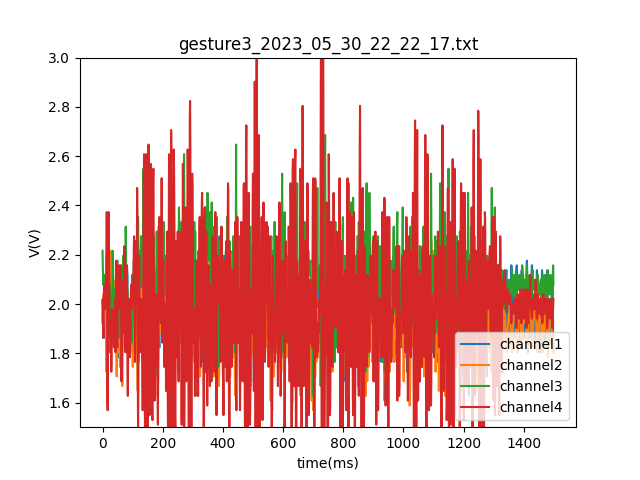 gesture3_2023_05_30_22_22_17.txt
3.0
2.8
2.6
2.4
2.2
2.0
1.8
1.6
V(V)
0 200 400 600 800 1000 1200 1400
time(ms)
channel1
channel2
channel3
channel4